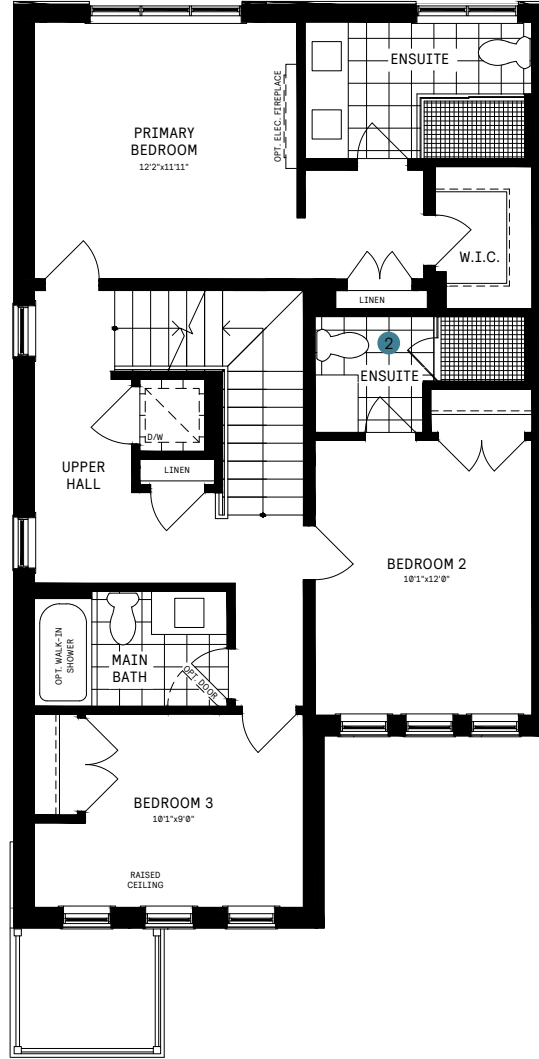 ENSUITE
OPT. ELEC. FIREPLACE
PRIMARY
BEDROOM
12'2"x11'11"
W.I.C.
LINEN
2
ENSUITE
D/W
LINEN
UPPER
HALL
BEDROOM 2
10'1"x12'0"
OPT. WALK-IN
SHOWER
MAIN
BATH
OPT. DOOR
BEDROOM 3
10'1"x9'0"
RAISED
CEILING